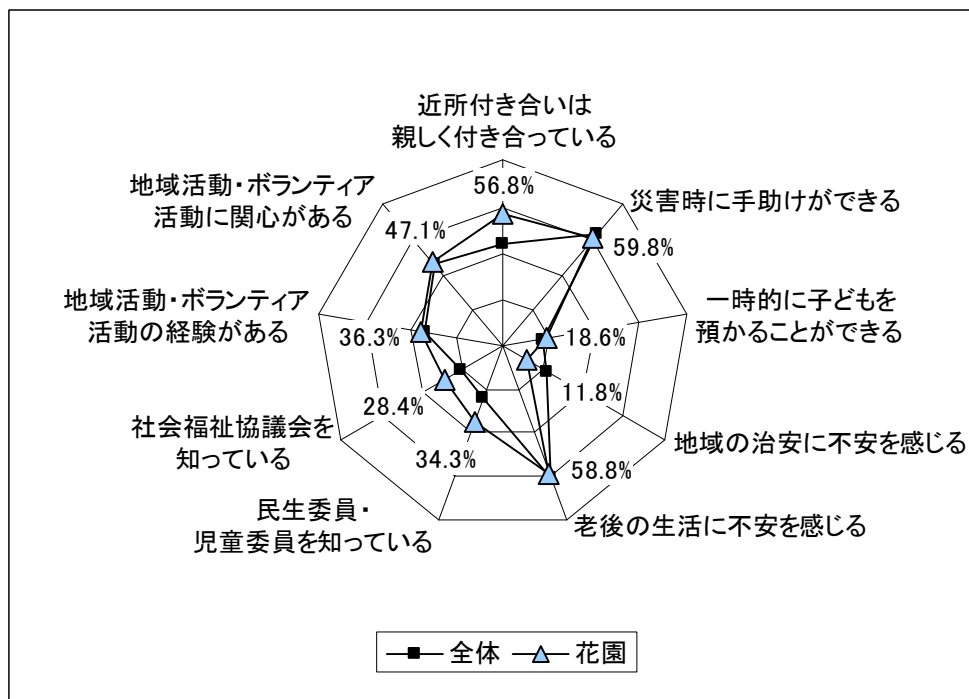 近所付き合いは
親しく付き合っている
56.8%
災害時に手助けができる
59.8%
一時的に子どもを
預かることができる
18.6%
地域の治安に不安を感じる
11.8%
老後の生活に不安を感じる
58.8%
民生委員・
児童委員を知っている
34.3%
社会福祉協議会を
知っている
28.4%
地域活動・ボランティア
活動の経験がある
36.3%
地域活動・ボランティア
活動に関心がある
47.1%
全体
花園